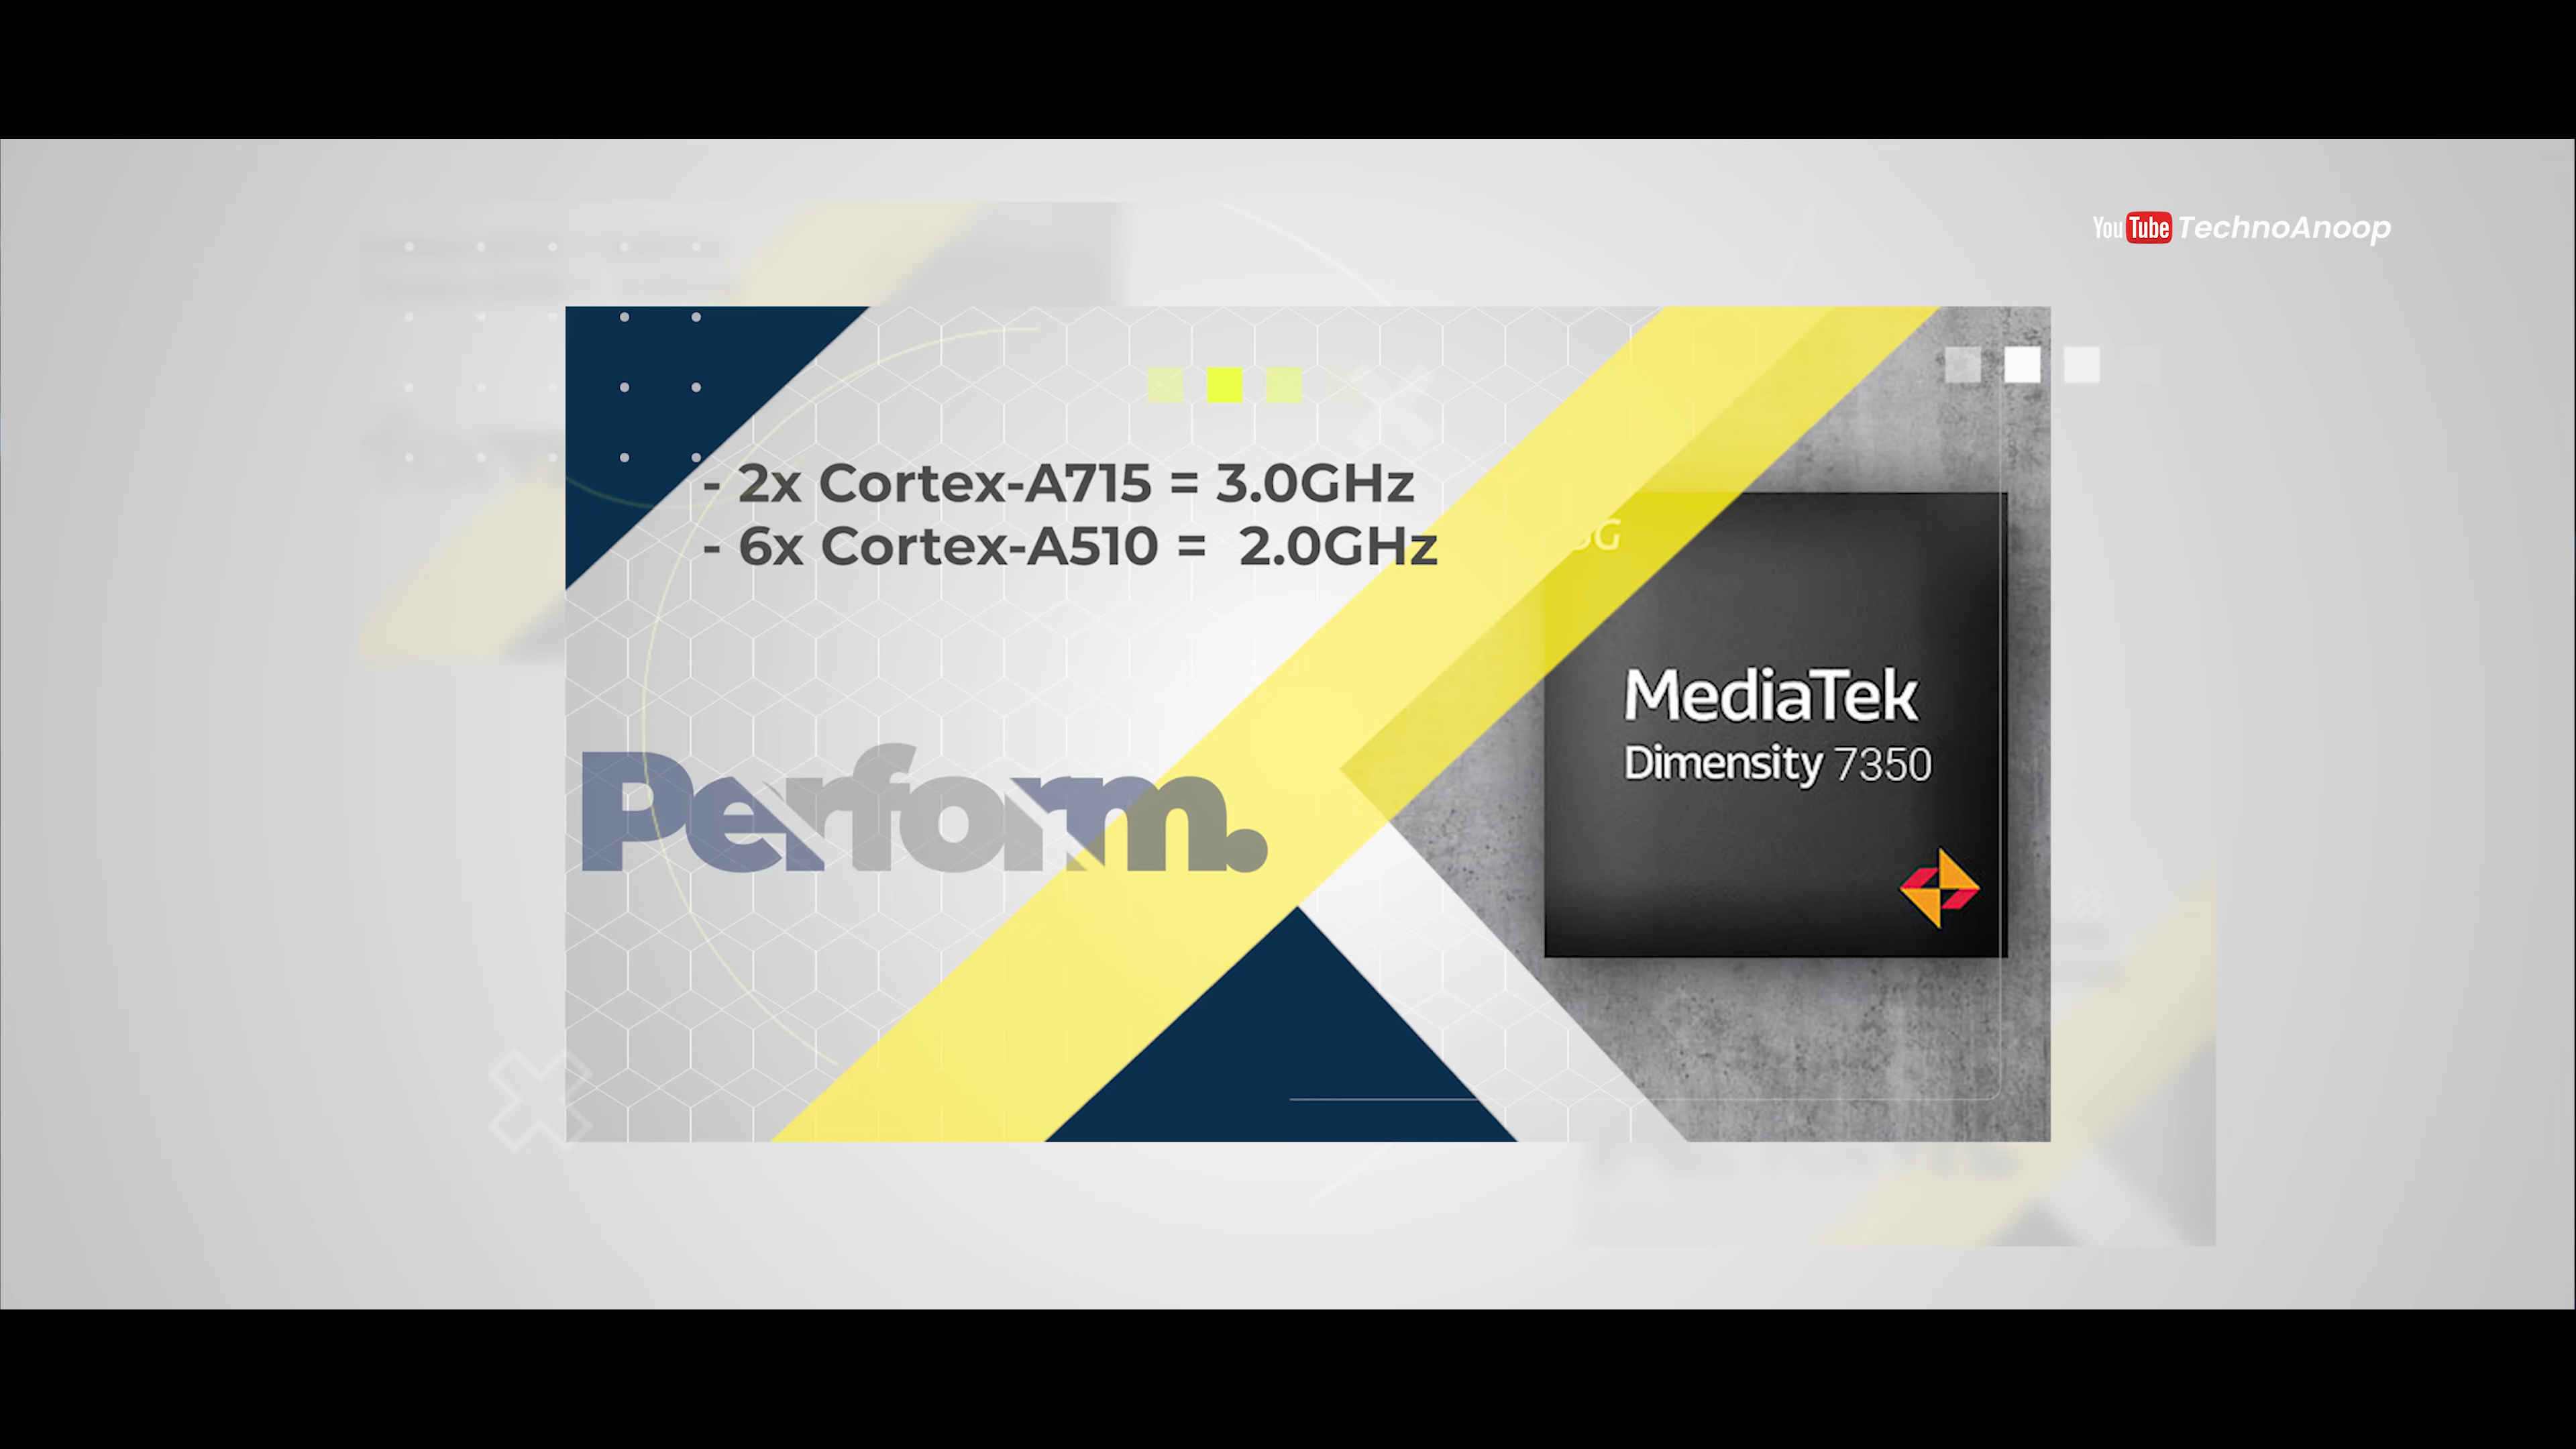 YouTube TechnoAnoop
- 2x Cortex-A715 = 3.0GHz
- 6x Cortex-A510 = 2.0GHz
MediaTek
Dimensity 7350
Perform.